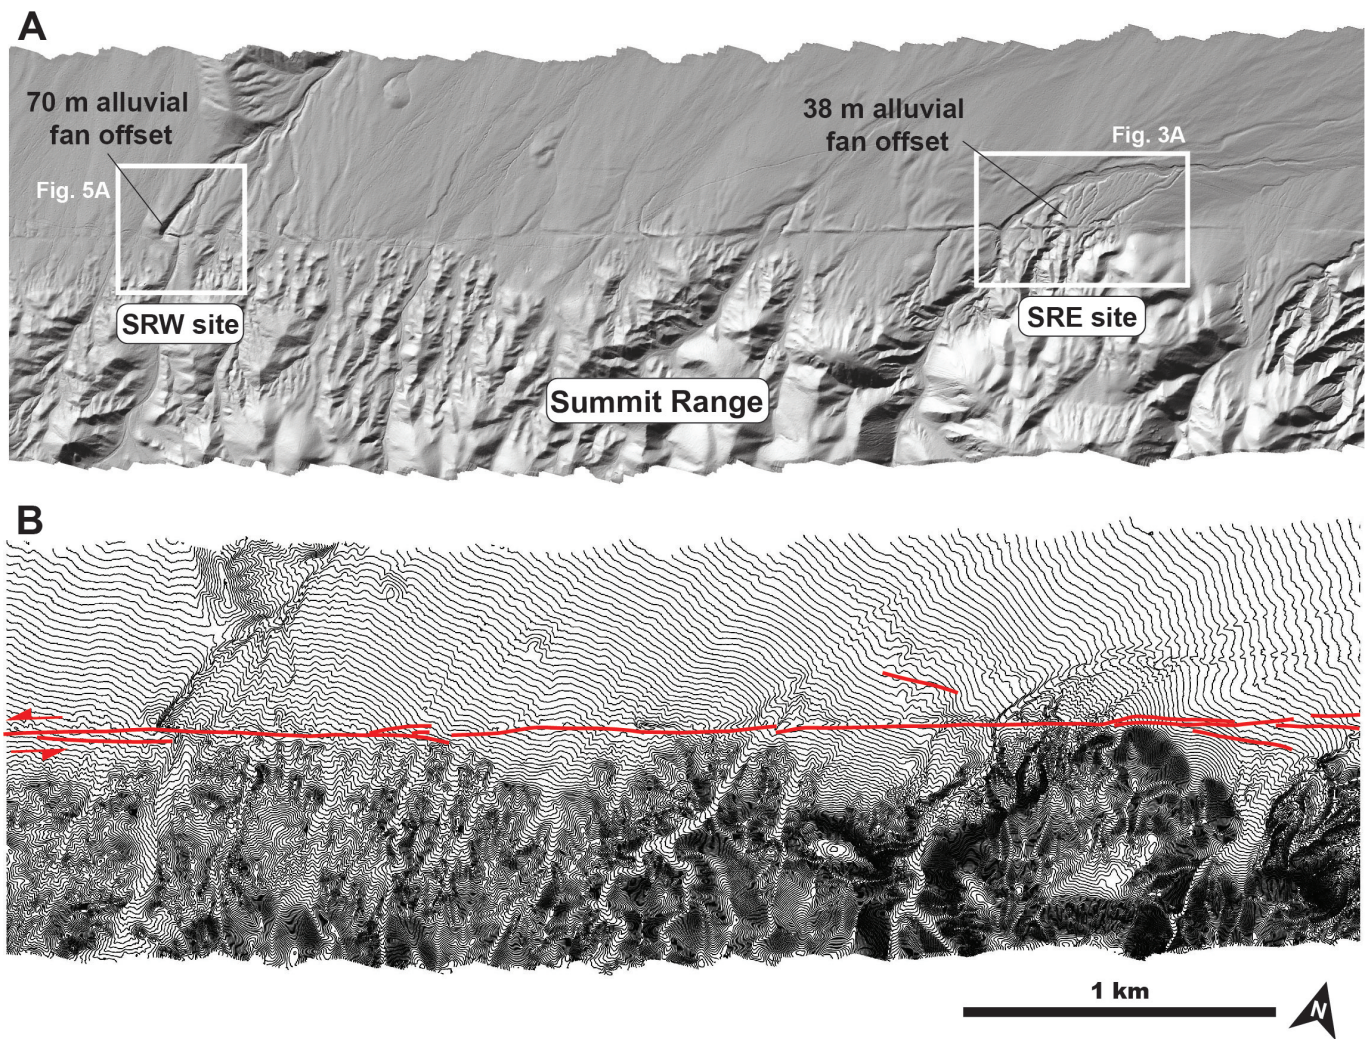 A
70 m alluvial
fan offset
Fig. 5A
38 m alluvial
fan offset
Fig. 3A
SRW site
SRE site
Summit Range
B
1 km
N